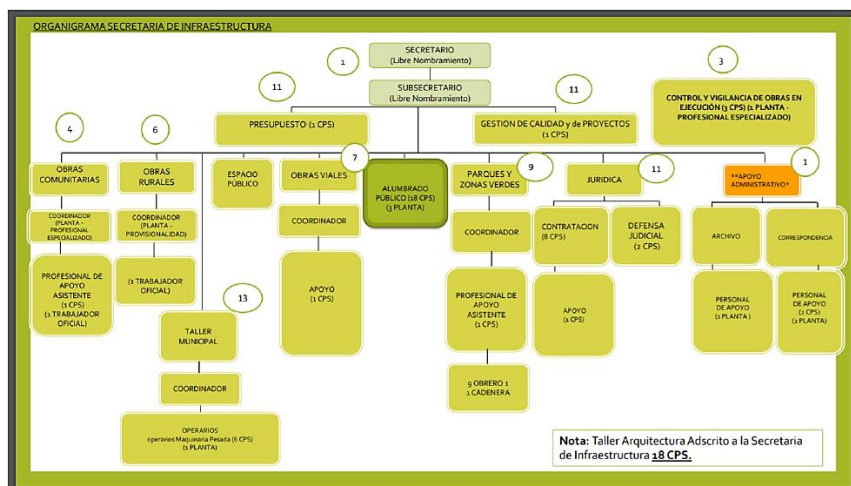 ORGANIGRAMA SECRETARIA DE INFRAESTRUCTURA
SECRETARIO
(Libre Nombramiento)
1
SUBSECRETARIO
(Libre Nombramiento)
11
11
3
PRESUPUESTO (1 CPS)
GESTION DE CALIDAD y de PROYECTOS
(1 CPS)
CONTROL Y VIGILANCIA DE OBRAS EN
EJECUCIÓN (3 CPS) (1 PLANTA -
PROFESIONAL ESPECIALIZADO)
4
6
7
9
11
1
OBRAS
COMUNITARIAS
OBRAS
RURALES
ESPACIO
PÚBLICO
OBRAS VIALES
ALUMBRADO
PÚBLICO (18 CPS)
(3 PLANTA)
PARQUES Y
ZONAS VERDES
JURIDICA
**APOYO
ADMINISTRATIVO*
COORDINADOR
(PLANTA -
PROFESIONAL
ESPECIALIZADO)
COORDINADOR
(PLANTA -
PROVISIONALIDAD)
COORDINADOR
COORDINADOR
CONTRATACION
(8 CPS)
DEFENSA
JUDICIAL
(2 CPS)
ARCHIVO
CORRESPONDENCIA
PROFESIONAL DE
APOYO
ASISTENTE
(1 CPS)
(1 TRABAJADOR
OFICIAL)
(1 TRABAJADOR
OFICIAL)
APOYO
(1 CPS)
PROFESIONAL DE
APOYO
ASISTENTE
(1 CPS)
APOYO
(1 CPS)
PERSONAL
DE APOYO
(1 PLANTA )
PERSONAL
DE APOYO
(2 CPS)
(2 PLANTA)
13
TALLER
MUNICIPAL
COORDINADOR
9 OBRERO 1
1 CADENERA
OPERARIOS
operarios Maquinaria Pesada (6 CPS)
(1 PLANTA)
Nota: Taller Arquitectura Adscrito a la Secretaria
de Infraestructura 18 CPS.